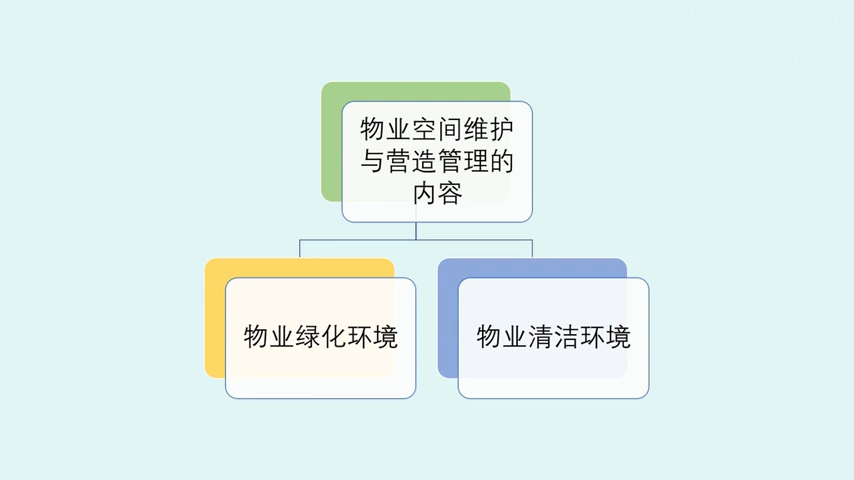 物业空间维护
与营造管理的
内容
物业绿化环境
物业清洁环境